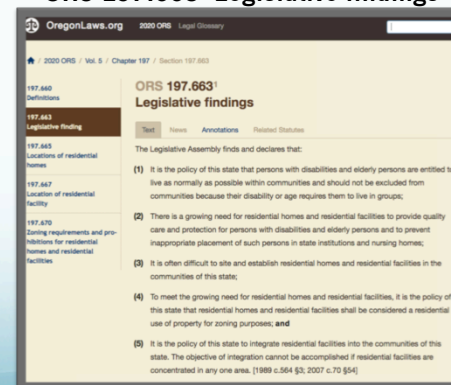 OregonLaws.org 2020 ORS Legal Glossary
/ 2020 ORS / Vol. 5 / Chapter 197 / Section 197.663
197.660
Definitions
197.663
Legislative finding
197.665
Locations of residential
homes
197.667
Location of residential
facility
197.670
Zoning requirements and pro-
hibitions for residential
homes and residential
facilities
ORS 197.663¹
Legislative findings
Text News Annotations Related Statutes
The Legislative Assembly finds and declares that:
(1) It is the policy of this state that persons with disabilities and elderly persons are entitled to
live as normally as possible within communities and should not be excluded from
communities because their disability or age requires them to live in groups;
(2) There is a growing need for residential homes and residential facilities to provide quality
care and protection for persons with disabilities and elderly persons and to prevent
inappropriate placement of such persons in state institutions and nursing homes;
(3) It is often difficult to site and establish residential homes and residential facilities in the
communities of this state;
(4) To meet the growing need for residential homes and residential facilities, it is the policy of
this state that residential homes and residential facilities shall be considered a residential
use of property for zoning purposes; and
(5) It is the policy of this state to integrate residential facilities into the communities of this
state. The objective of integration cannot be accomplished if residential facilities are
concentrated in any one area. [1989 c.564 §3; 2007 c.70 §54]